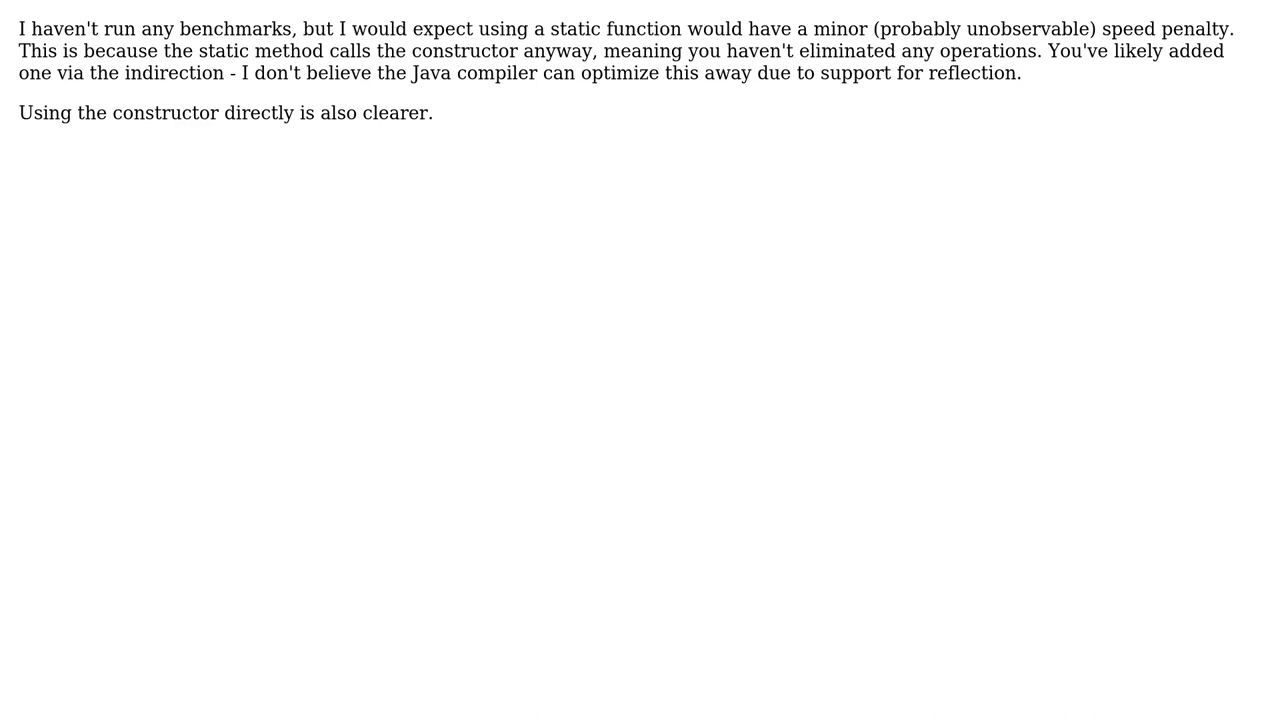 I haven't run any benchmarks, but I would expect using a static function would have a minor (probably unobservable) speed penalty.
This is because the static method calls the constructor anyway, meaning you haven't eliminated any operations. You've likely added
one via the indirection - I don't believe the Java compiler can optimize this away due to support for reflection.
Using the constructor directly is also clearer.